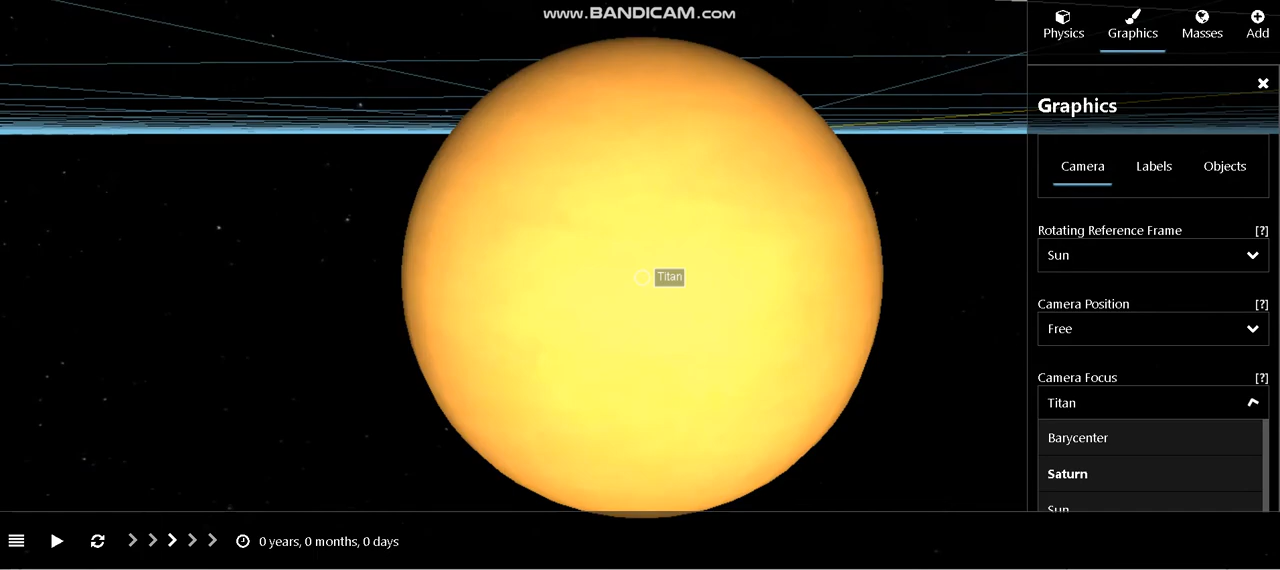 www.BANDICAM.com
Physics Graphics Masses Add
Graphics
Camera Labels Objects
Rotating Reference Frame [?]
Sun
Camera Position [?]
Free
Camera Focus [?]
Titan
Barycenter
Saturn
Sun
Titan
0 years, 0 months, 0 days